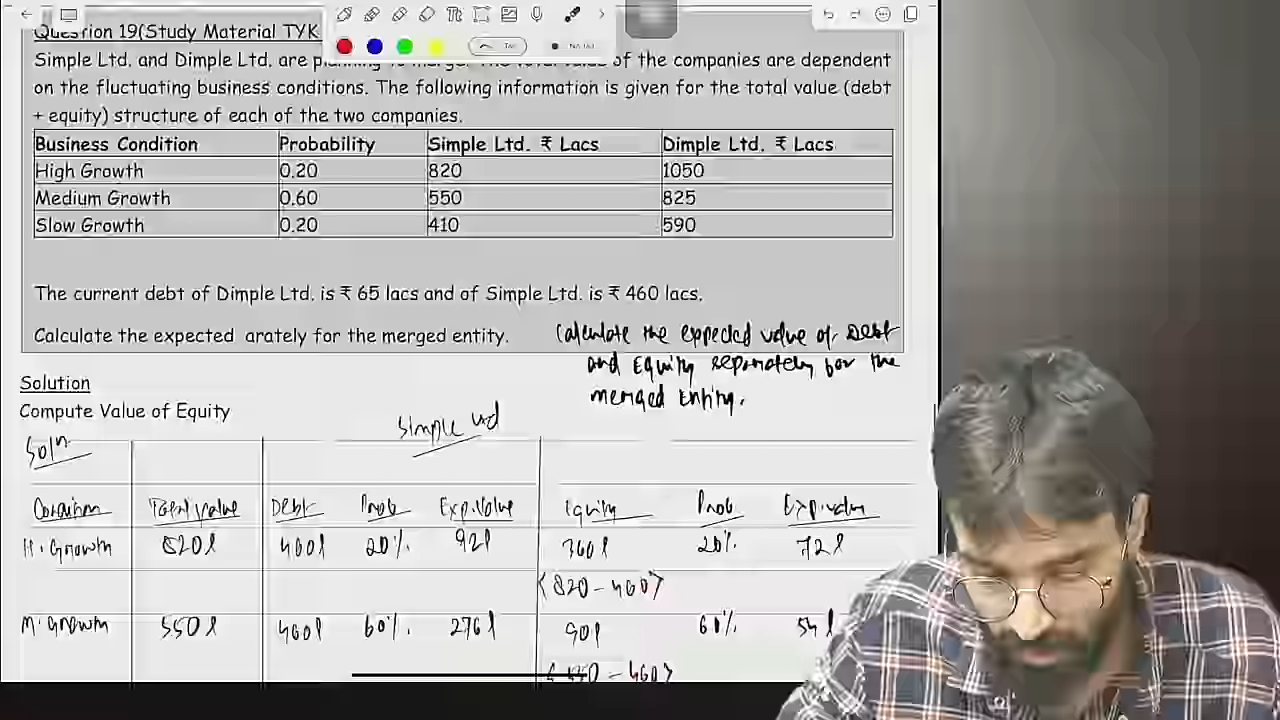 Question 19(Study Material TYK
Simple Ltd. and Dimple Ltd. are planning to merge. The total value of the companies are dependent
on the fluctuating business conditions. The following information is given for the total value (debt
+ equity) structure of each of the two companies.
Business Condition Probability Simple Ltd. ₹ Lacs Dimple Ltd. ₹ Lacs
High Growth 0.20 820 1050
Medium Growth 0.60 550 825
Slow Growth 0.20 410 590
The current debt of Dimple Ltd. is ₹ 65 lacs and of Simple Ltd. is ₹ 460 lacs.
Calculate the expected arately for the merged entity.
Calculate the expected value of Debt
and Equity seperately for the
merged Entity.
Solution
Compute Value of Equity
Simple Ltd
Soln
Condition Total value Debt Prob Exp. Value Equity Prob Exp. value
H. Growth 820 l 460 l 20% 92 l 360 l 20% 72 l
<820 - 460>
M. Growth 550 l 460 l 60% 276 l 90 l 60% 54 l
<550 - 460>